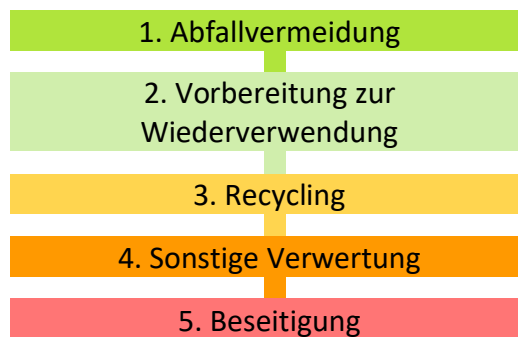 1. Abfallvermeidung
2. Vorbereitung zur
Wiederverwendung
3. Recycling
4. Sonstige Verwertung
5. Beseitigung